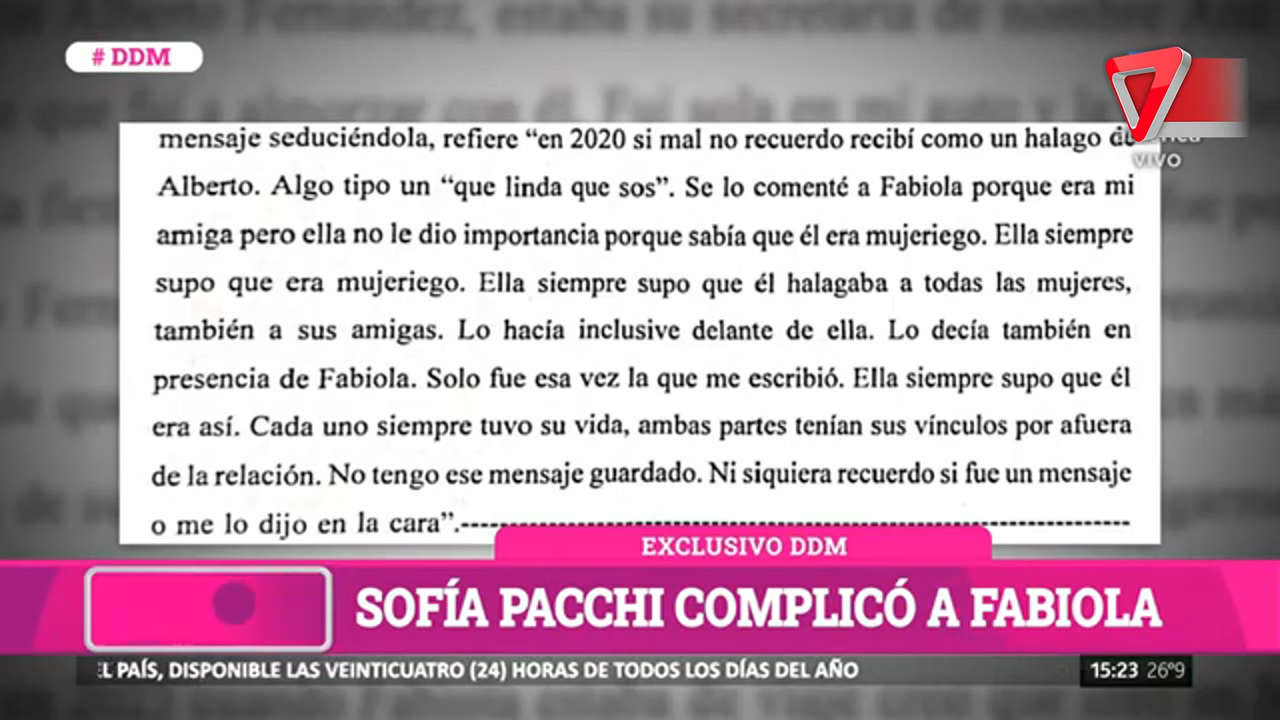 # DDM
VIVO
mensaje seduciéndola, refiere “en 2020 si mal no recuerdo recibí como un halago de
Alberto. Algo tipo un “que linda que sos”. Se lo comenté a Fabiola porque era mi
amiga pero ella no le dio importancia porque sabía que él era mujeriego. Ella siempre
supo que era mujeriego. Ella siempre supo que él halagaba a todas las mujeres,
también a sus amigas. Lo hacía inclusive delante de ella. Lo decía también en
presencia de Fabiola. Solo fue esa vez la que me escribió. Ella siempre supo que él
era así. Cada uno siempre tuvo su vida, ambas partes tenían sus vínculos por afuera
de la relación. No tengo ese mensaje guardado. Ni siquiera recuerdo si fue un mensaje
o me lo dijo en la cara”.------------------------------------------------------------
EXCLUSIVO DDM
SOFÍA PACCHI COMPLICÓ A FABIOLA
EL PAÍS, DISPONIBLE LAS VEINTICUATRO (24) HORAS DE TODOS LOS DÍAS DEL AÑO
15:23 26º9